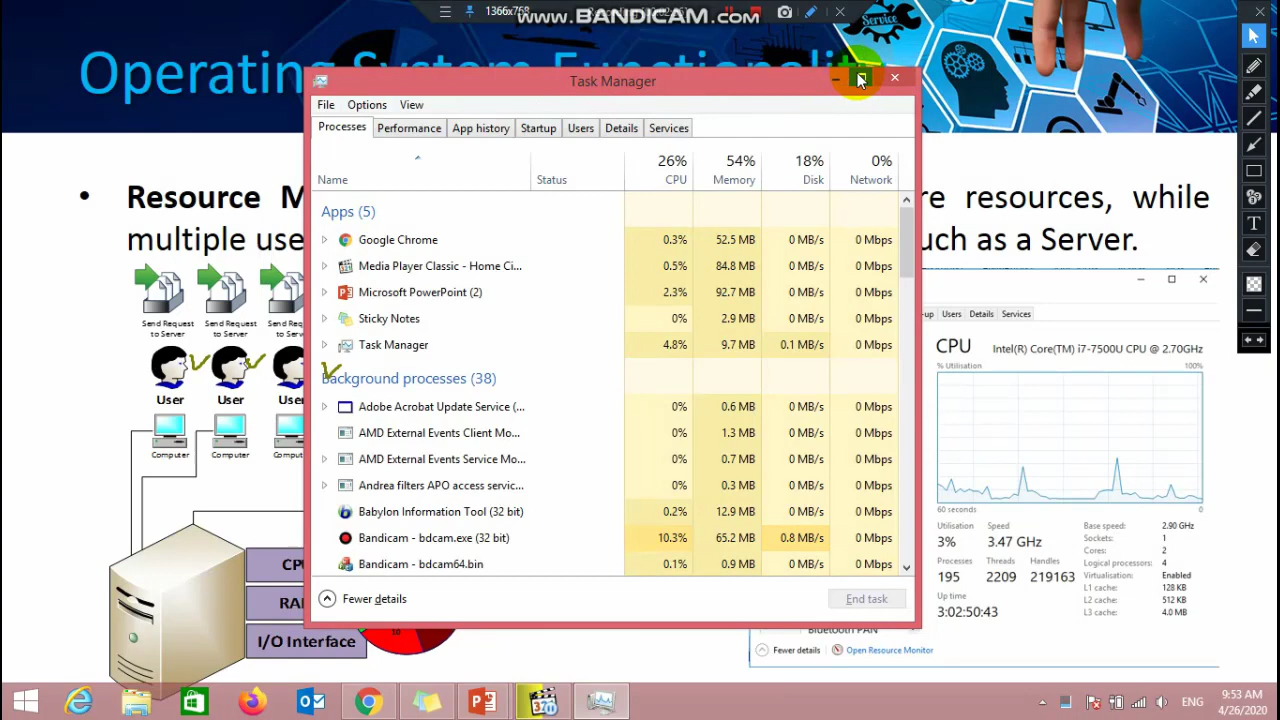 1366x768
www.BANDICAM.com
Operating System Functionality
Task Manager
File Options View
Processes Performance App history Startup Users Details Services
26% 54% 18% 0%
Name Status CPU Memory Disk Network
Apps (5)
Google Chrome 0.3% 52.5 MB 0 MB/s 0 Mbps
Media Player Classic - Home Ci... 0.5% 84.8 MB 0 MB/s 0 Mbps
Microsoft PowerPoint (2) 2.3% 92.7 MB 0 MB/s 0 Mbps
Sticky Notes 0% 2.9 MB 0 MB/s 0 Mbps
Task Manager 4.8% 9.7 MB 0.1 MB/s 0 Mbps
Background processes (38)
Adobe Acrobat Update Service (... 0% 0.6 MB 0 MB/s 0 Mbps
AMD External Events Client Mo... 0% 1.3 MB 0 MB/s 0 Mbps
AMD External Events Service Mo... 0% 0.7 MB 0 MB/s 0 Mbps
Andrea filters APO access servic... 0% 0.3 MB 0 MB/s 0 Mbps
Babylon Information Tool (32 bit) 0.2% 12.9 MB 0 MB/s 0 Mbps
Bandicam - bdcam.exe (32 bit) 10.3% 65.2 MB 0.8 MB/s 0 Mbps
Bandicam - bdcam64.bin 0.1% 0.9 MB 0 MB/s 0 Mbps
Fewer details End task
• Resource M re resources, while
multiple use uch as a Server.
Send Request Send Request Send Req
to Server to Server to Serv
User User Us
Computer Computer Comput
CPU
RA
I/O Interface
10
-up Users Details Services
CPU Intel(R) Core(TM) i7-7500U CPU @ 2.70GHz
% Utilisation 100%
60 seconds 0
Utilisation Speed Base speed: 2.90 GHz
3% 3.47 GHz Sockets: 1
Cores: 2
Processes Threads Handles Logical processors: 4
195 2209 219163 Virtualisation: Enabled
L1 cache: 128 KB
Up time L2 cache: 512 KB
3:02:50:43 L3 cache: 4.0 MB
Bluetooth PAN
Fewer details Open Resource Monitor
Service
T
321
ENG
9:53 AM
4/26/2020